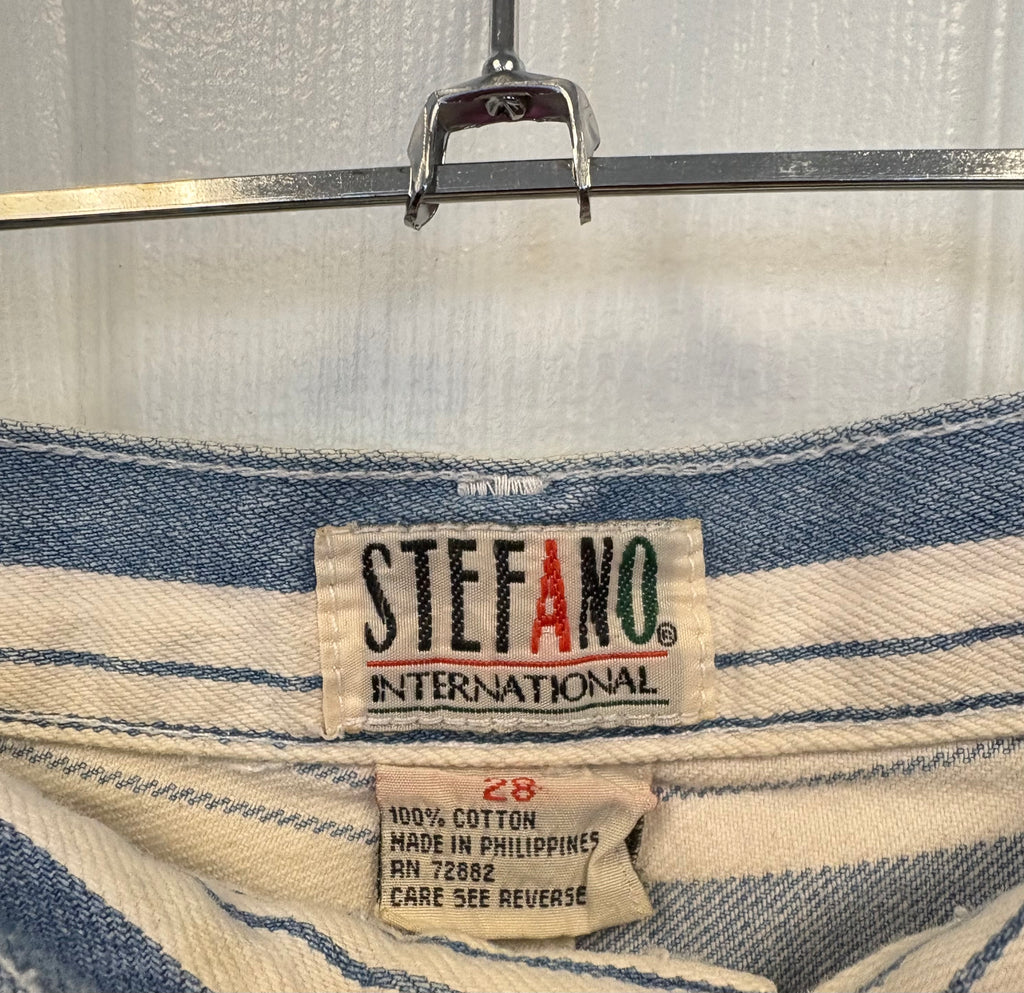 STEFANO®
INTERNATIONAL
28
100% COTTON
MADE IN PHILIPPINES
RN 72882
CARE SEE REVERSE